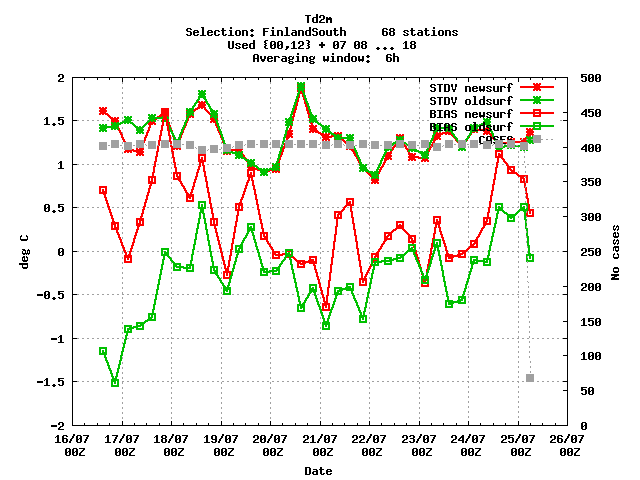 Td2m
Selection: FinlandSouth     68 stations
Used {00,12} + 07 08 ... 18
Averaging window:  6h
STDV newsurf
STDV oldsurf
BIAS newsurf
BIAS oldsurf
cases
2
1.5
1
0.5
0
-0.5
-1
-1.5
-2
deg C
500
450
400
350
300
250
200
150
100
50
0
No cases
16/07 17/07 18/07 19/07 20/07 21/07 22/07 23/07 24/07 25/07 26/07
00Z 00Z 00Z 00Z 00Z 00Z 00Z 00Z 00Z 00Z 00Z
Date